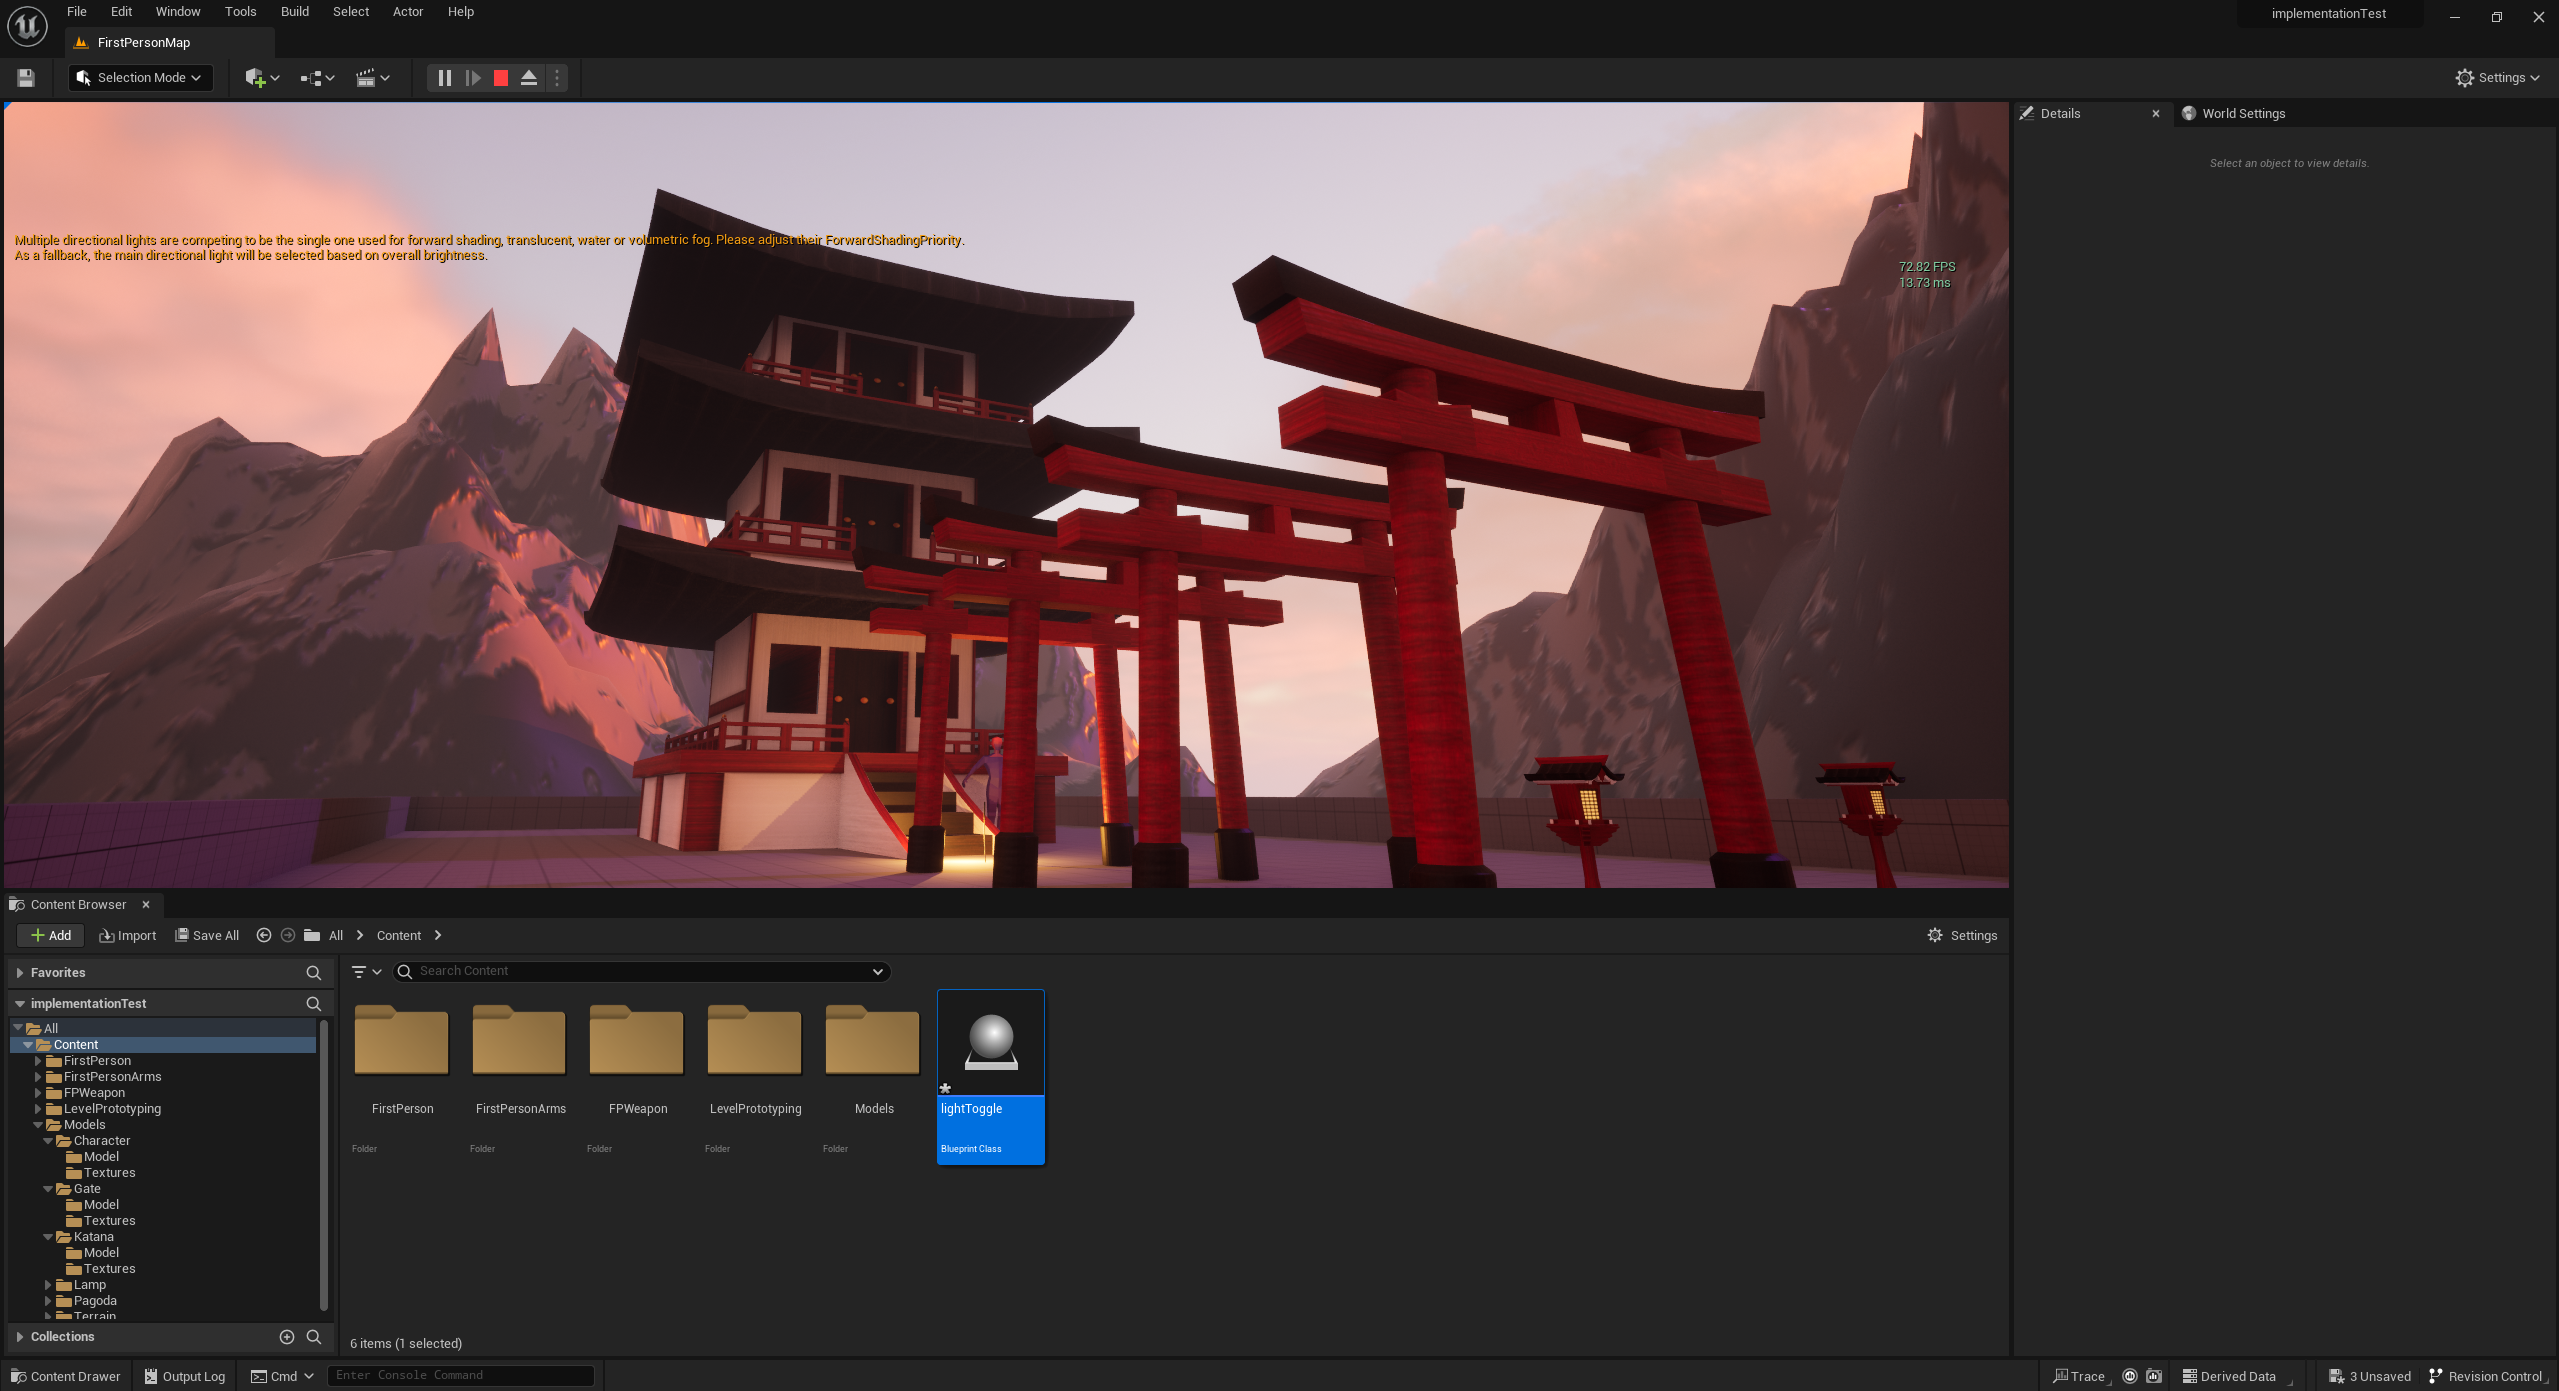 File Edit Window Tools Build Select Actor Help
implementationTest
FirstPersonMap
Selection Mode
Settings
Details
World Settings
Select an object to view details.
Multiple directional lights are competing to be the single one used for forward shading, translucent, water or volumetric fog. Please adjust their ForwardShadingPriority.
As a fallback, the main directional light will be selected based on overall brightness.
72.82 FPS
13.73 ms
Content Browser
Add Import Save All All Content Settings
Favorites
Search Content
implementationTest
All
Content
FirstPerson
FirstPersonArms
FPWeapon
LevelPrototyping
Models
Character
Model
Textures
Gate
Model
Textures
Katana
Model
Textures
Lamp
Pagoda
Terrain
Collections
FirstPerson FirstPersonArms FPWeapon LevelPrototyping Models lightToggle
Folder Folder Folder Folder Folder Blueprint Class
6 items (1 selected)
Content Drawer Output Log Cmd Enter Console Command Trace Derived Data 3 Unsaved Revision Control